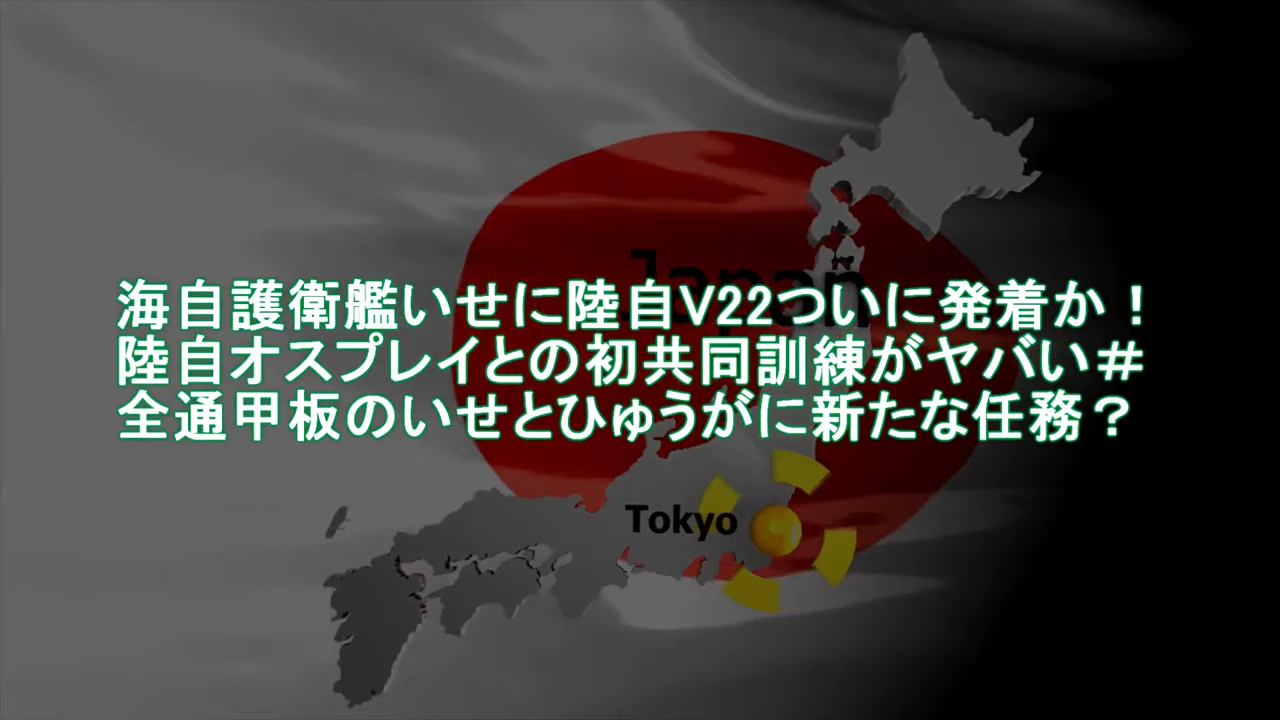 Japan
海自護衛艦いせに陸自V22ついに発着か！
陸自オスプレイとの初共同訓練がヤバい＃
全通甲板のいせとひゅうがに新たな任務？
Tokyo